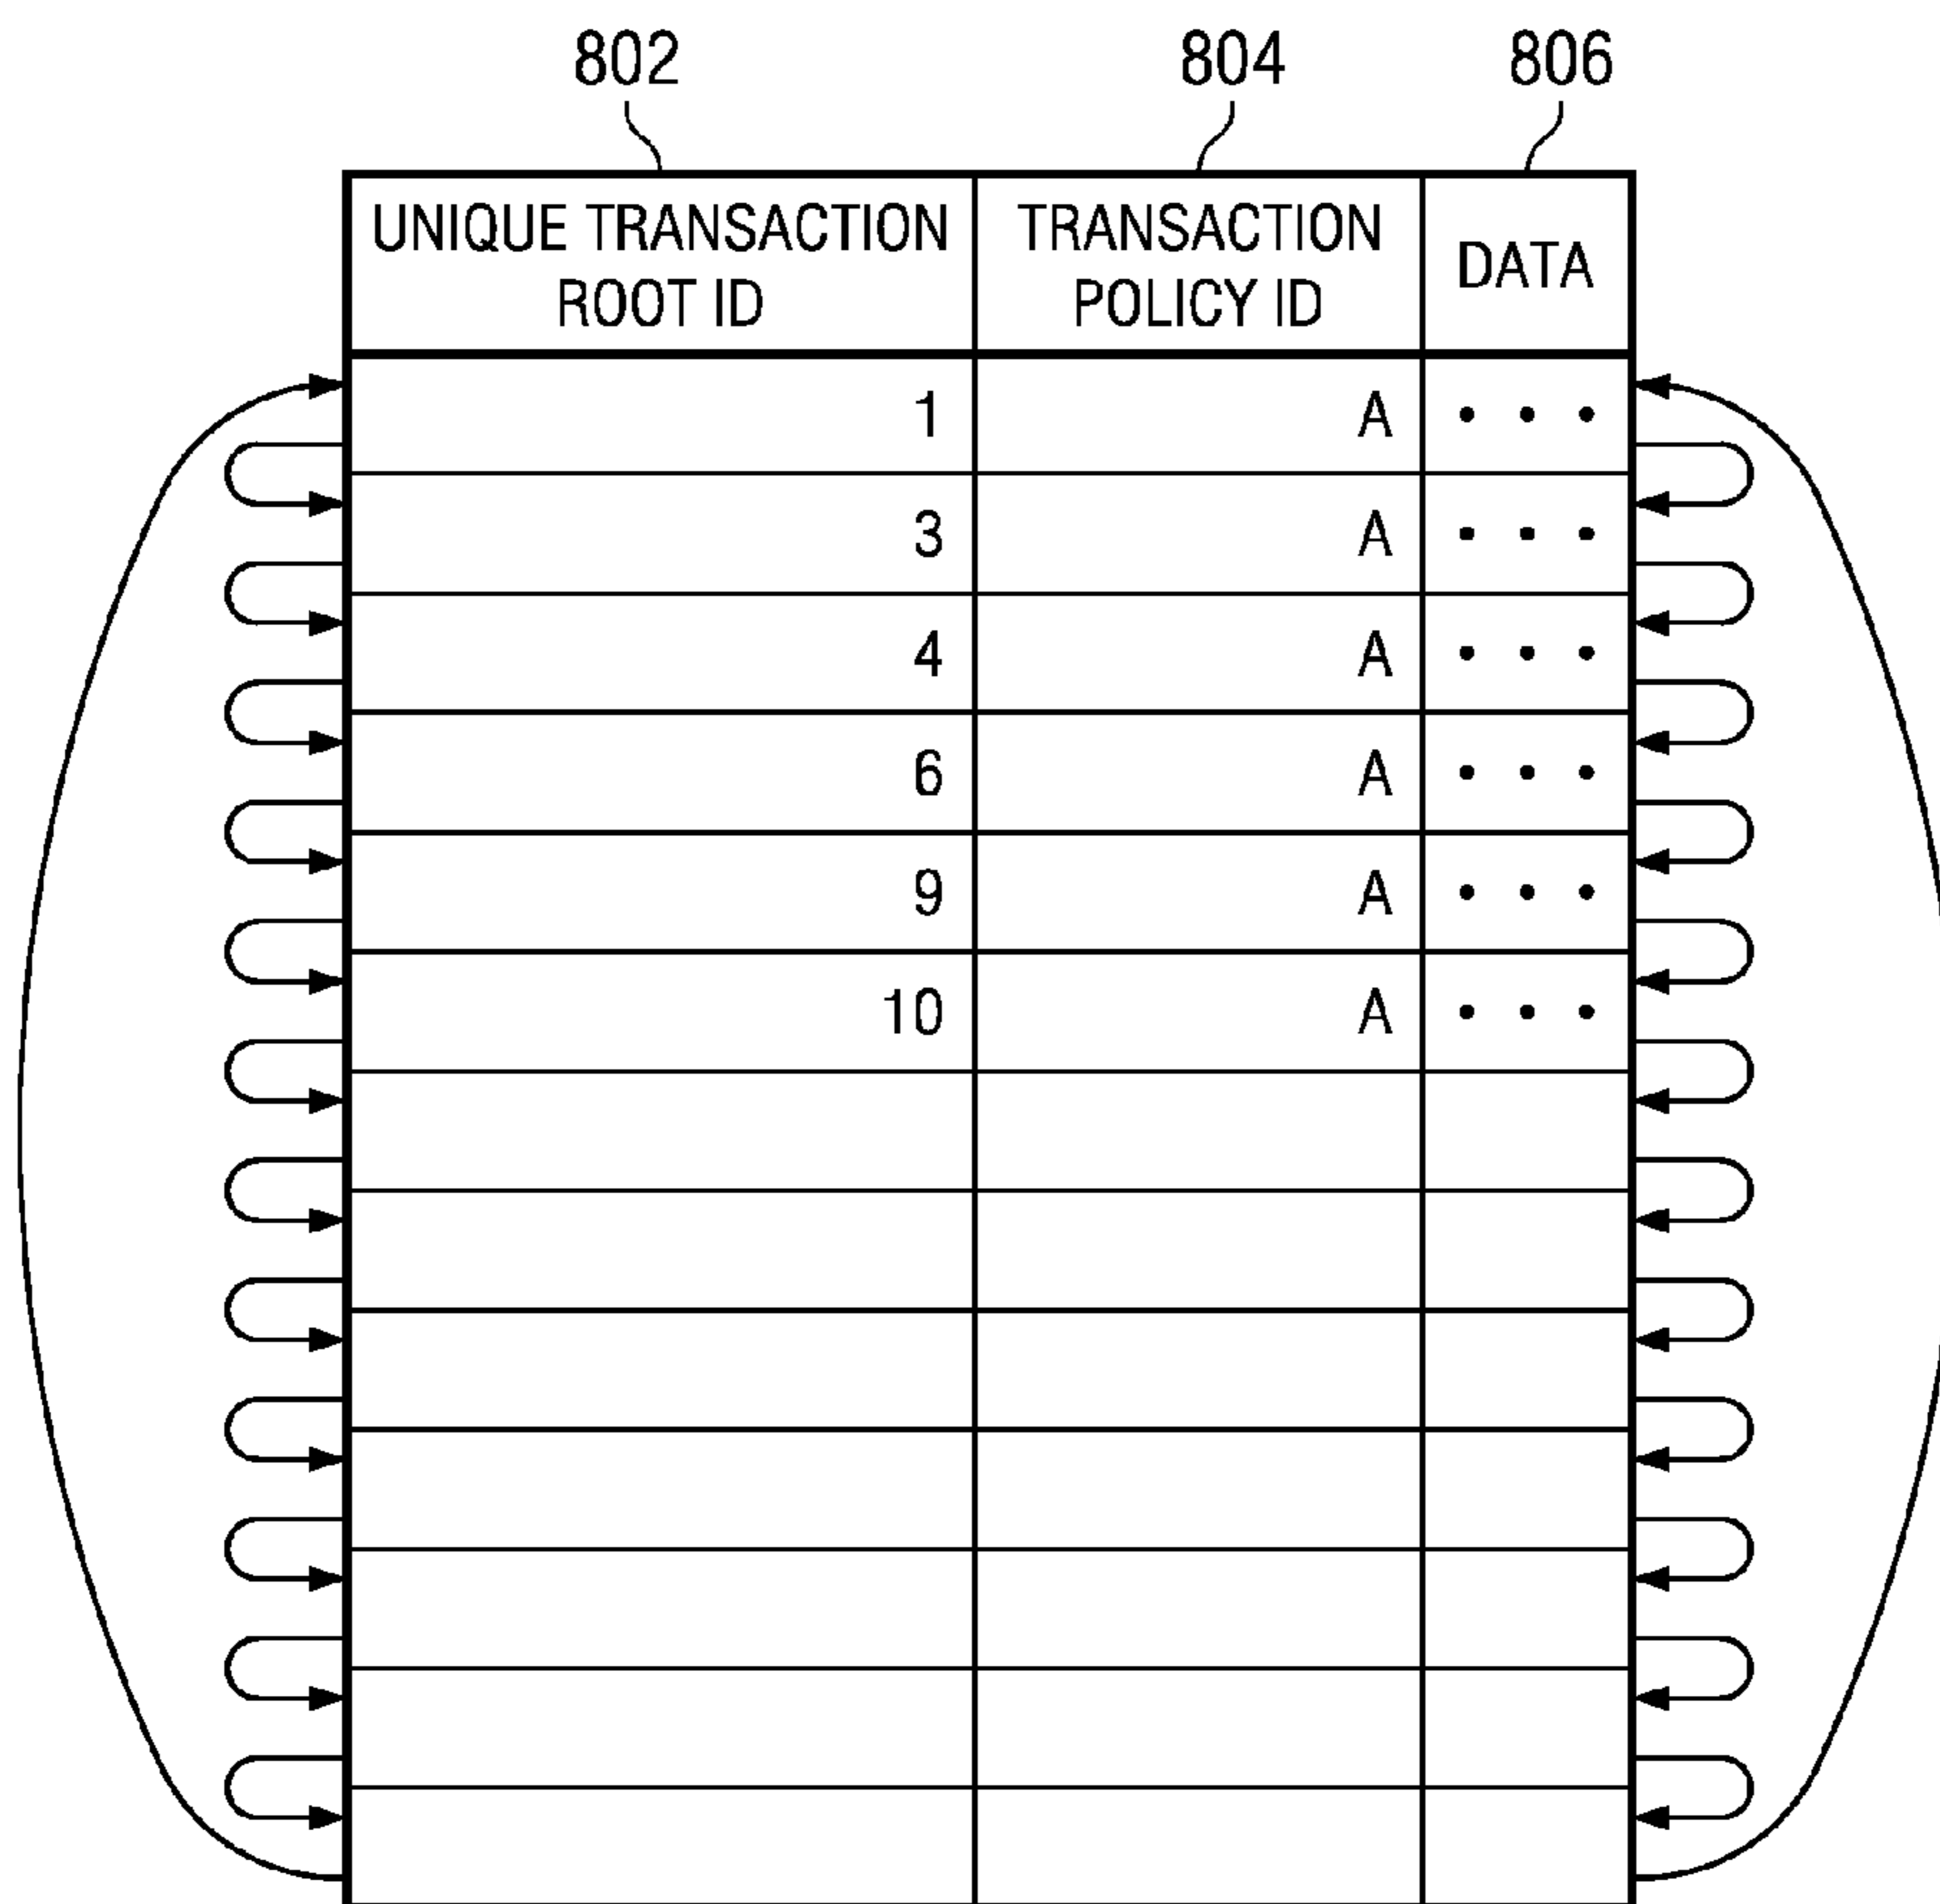 802 804 806
UNIQUE TRANSACTION ROOT ID TRANSACTION POLICY ID DATA
1 A • • •
3 A • • •
4 A • • •
6 A • • •
9 A • • •
10 A • • •